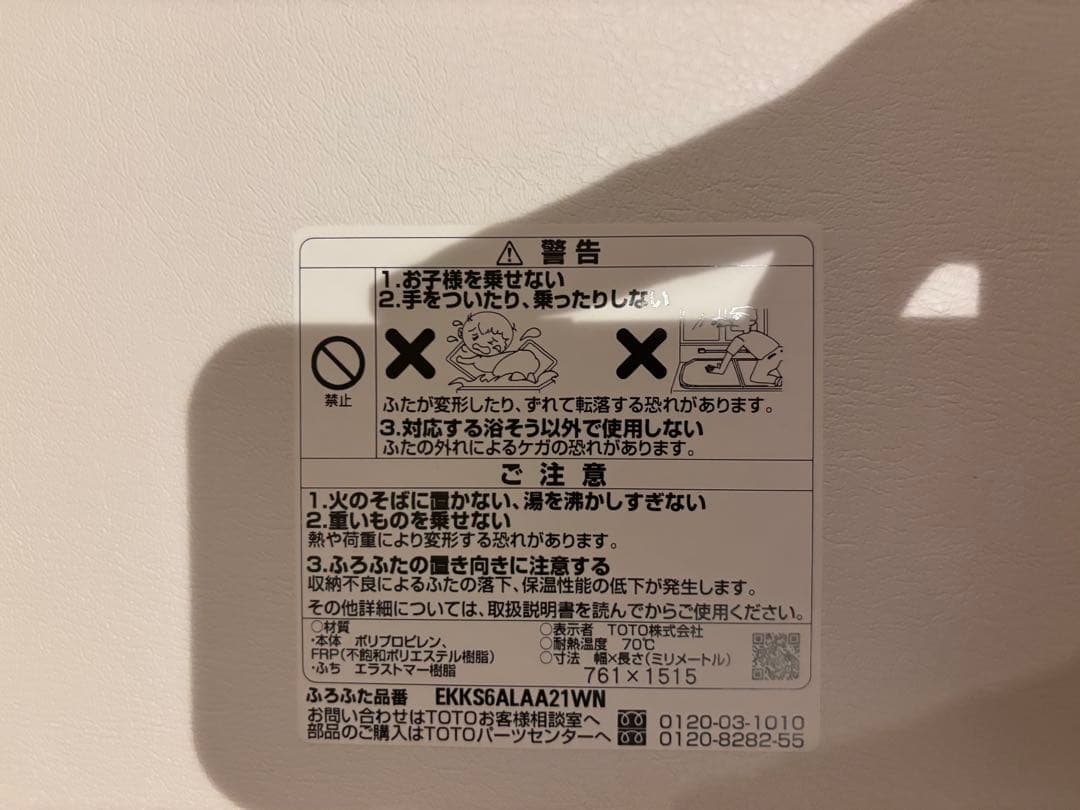 警告
1.お子様を乗せない
2.手をついたり、乗ったりしない
禁止
ふたが変形したり、ずれて転落する恐れがあります。
3.対応する浴そう以外で使用しない
ふたの外れによるケガの恐れがあります。
ご注意
1.火のそばに置かない、湯を沸かしすぎない
2.重いものを乗せない
熱や荷重により変形する恐れがあります。
3.ふろふたの置き向きに注意する
収納不良によるふたの落下、保温性能の低下が発生します。
その他詳細については、取扱説明書を読んでからご使用ください。
○材質
・本体 ポリプロピレン、
FRP(不飽和ポリエステル樹脂)
・ふち エラストマー樹脂
○表示者 TOTO株式会社
○耐熱温度 70℃
○寸法 幅×長さ(ミリメートル)
761×1515
ふろふた品番 EKKS6ALAA21WN
お問い合わせはTOTOお客様相談室へ 0120-03-1010
部品のご購入はTOTOパーツセンターへ 0120-8282-55